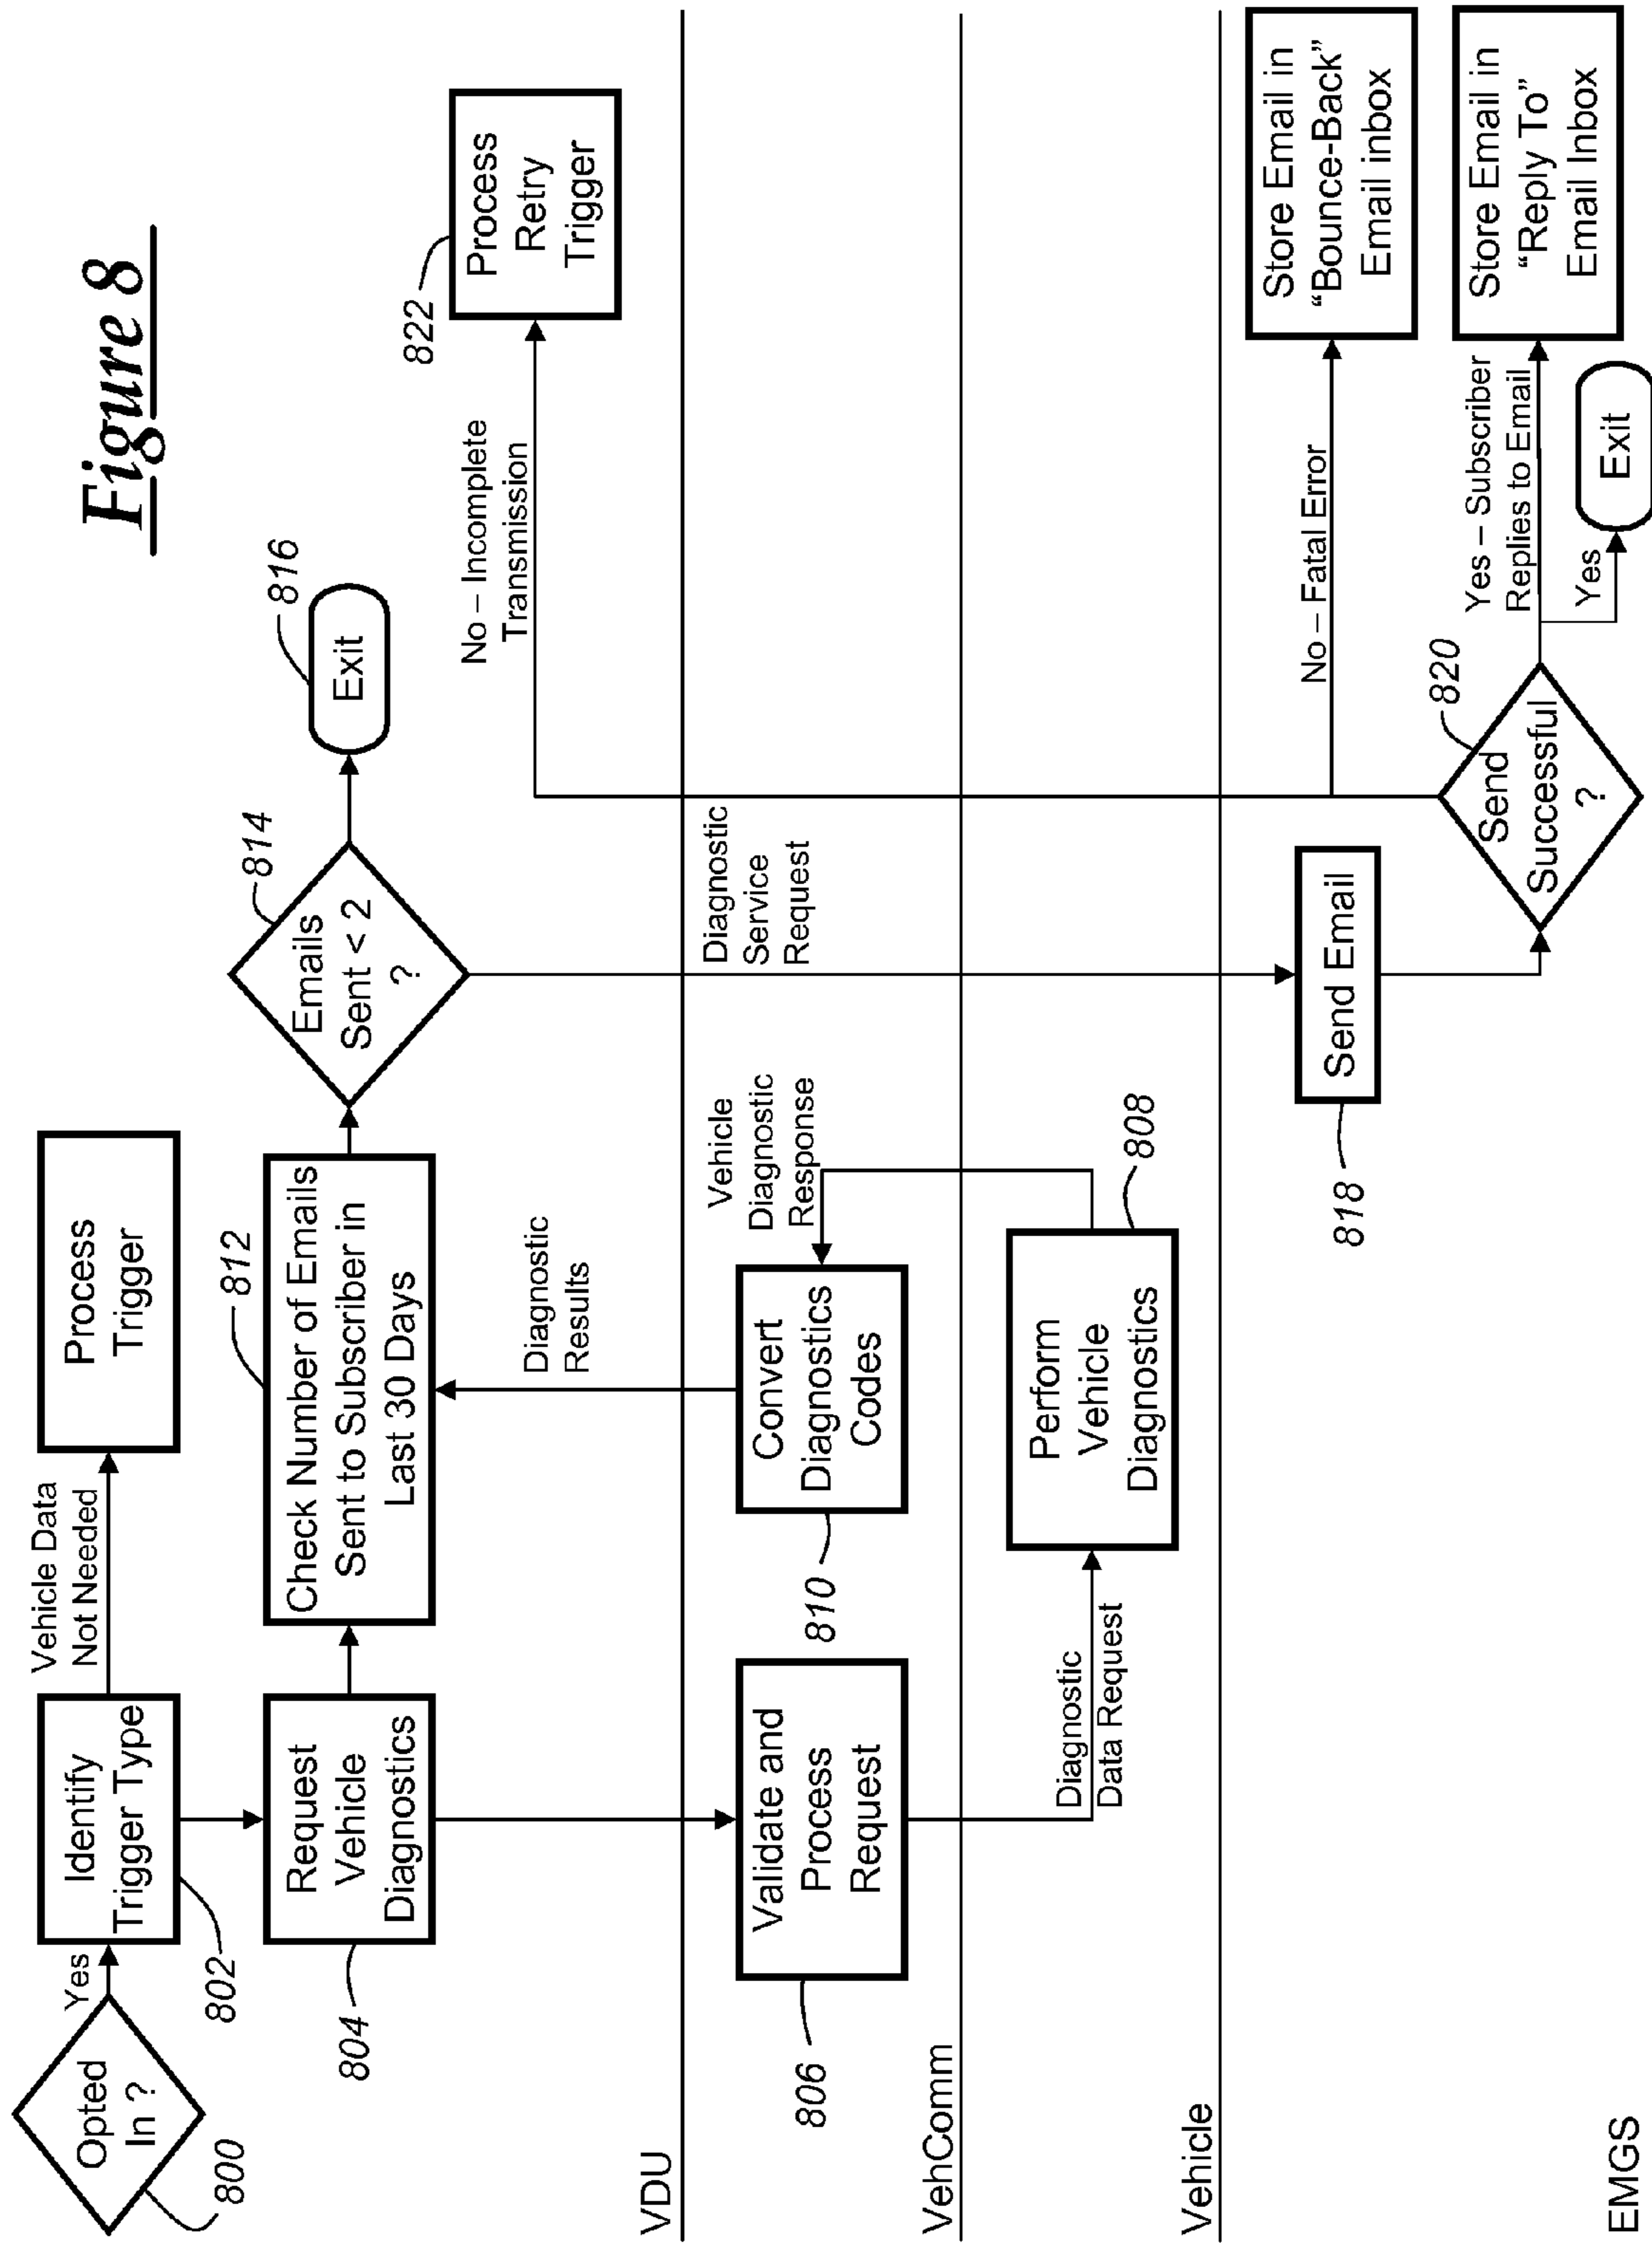 Figure 8
Opted
In ?
800
Yes
Identify
Trigger Type
802
Vehicle Data
Not Needed
Process
Trigger
Request
Vehicle
Diagnostics
804
Check Number of Emails
Sent to Subscriber in
Last 30 Days
812
Emails
Sent < 2
?
814
Exit
816
No – Incomplete
Transmission
Process
Retry
Trigger
822
Diagnostic
Results
VDU
Validate and
Process
Request
806
Convert
Diagnostics
Codes
810
Vehicle
Diagnostic
Response
Diagnostic
Service
Request
VehComm
Diagnostic
Data Request
Perform
Vehicle
Diagnostics
808
Vehicle
Send Email
818
Send
Successful
?
820
No – Fatal Error
Store Email in
“Bounce-Back”
Email inbox
Yes – Subscriber
Replies to Email
Store Email in
“Reply To”
Email Inbox
Yes
Exit
EMGS